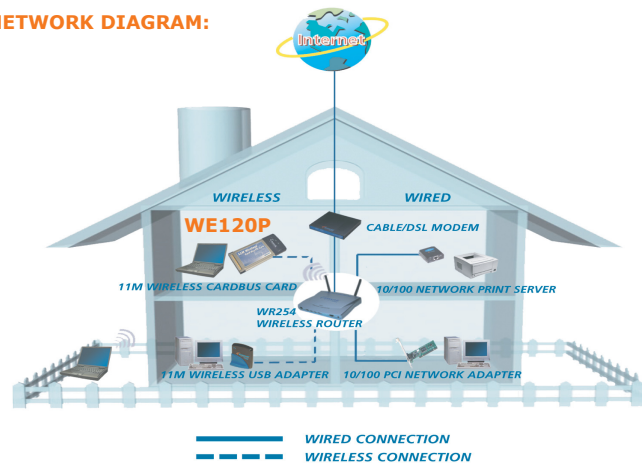 NETWORK DIAGRAM:
Internet
WIRELESS
WIRED
WE120P
CABLE/DSL MODEM
11M WIRELESS CARDBUS CARD
10/100 NETWORK PRINT SERVER
WR254
WIRELESS ROUTER
11M WIRELESS USB ADAPTER
10/100 PCI NETWORK ADAPTER
WIRED CONNECTION
WIRELESS CONNECTION